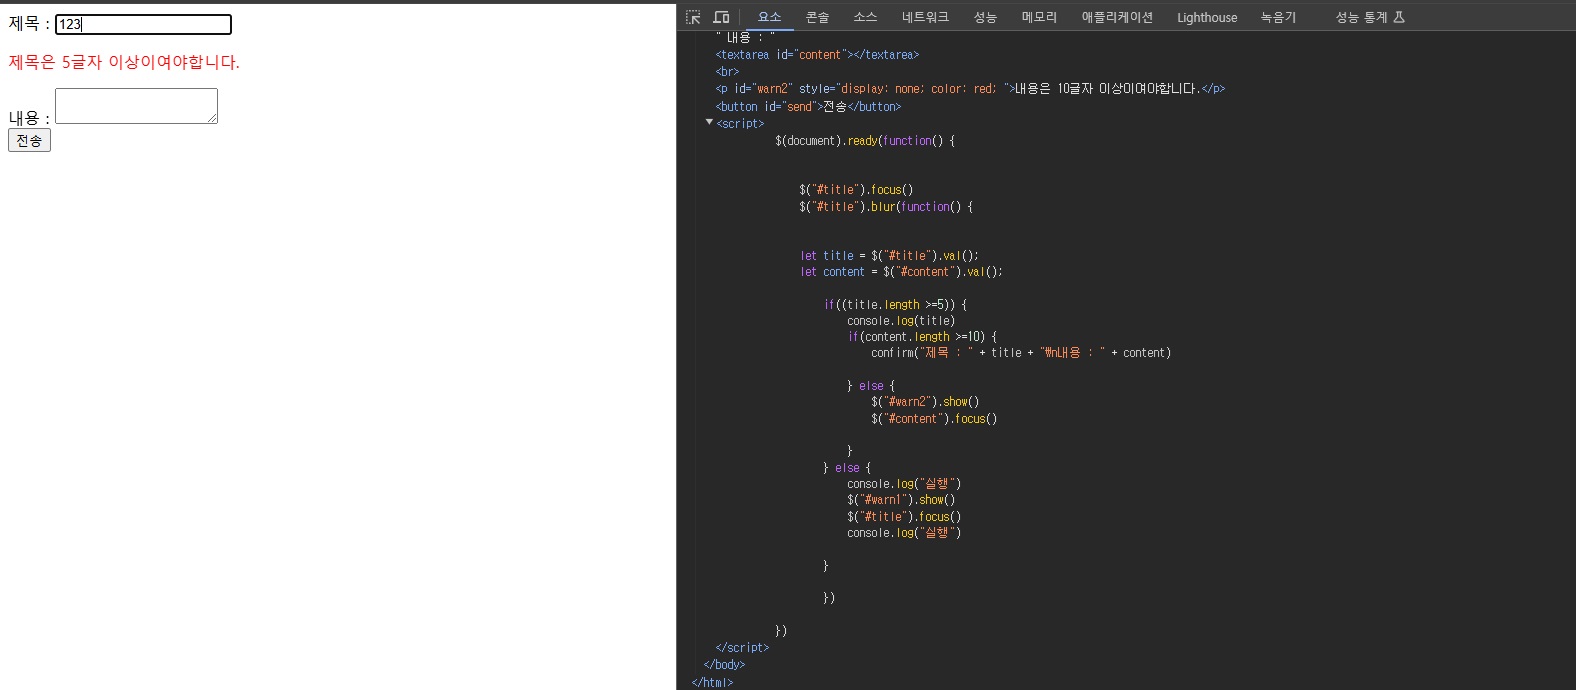 제목 : 123
제목은 5글자 이상이여야합니다.
내용 :
전송
요소 콘솔 소스 네트워크 성능 메모리 애플리케이션 Lighthouse 녹음기 성능 통계
" 내용 : "
<textarea id="content"></textarea>
<br>
<p id="warn2" style="display: none; color: red; ">내용은 10글자 이상이여야합니다.</p>
<button id="send">전송</button>
<script>
$(document).ready(function() {
$("#title").focus()
$("#title").blur(function() {
let title = $("#title").val();
let content = $("#content").val();
if((title.length >=5)) {
console.log(title)
if(content.length >=10) {
confirm("제목 : " + title + "₩n내용 : " + content)
} else {
$("#warn2").show()
$("#content").focus()
}
} else {
console.log("실행")
$("#warn1").show()
$("#title").focus()
console.log("실행")
}
})
})
</script>
</body>
</html>